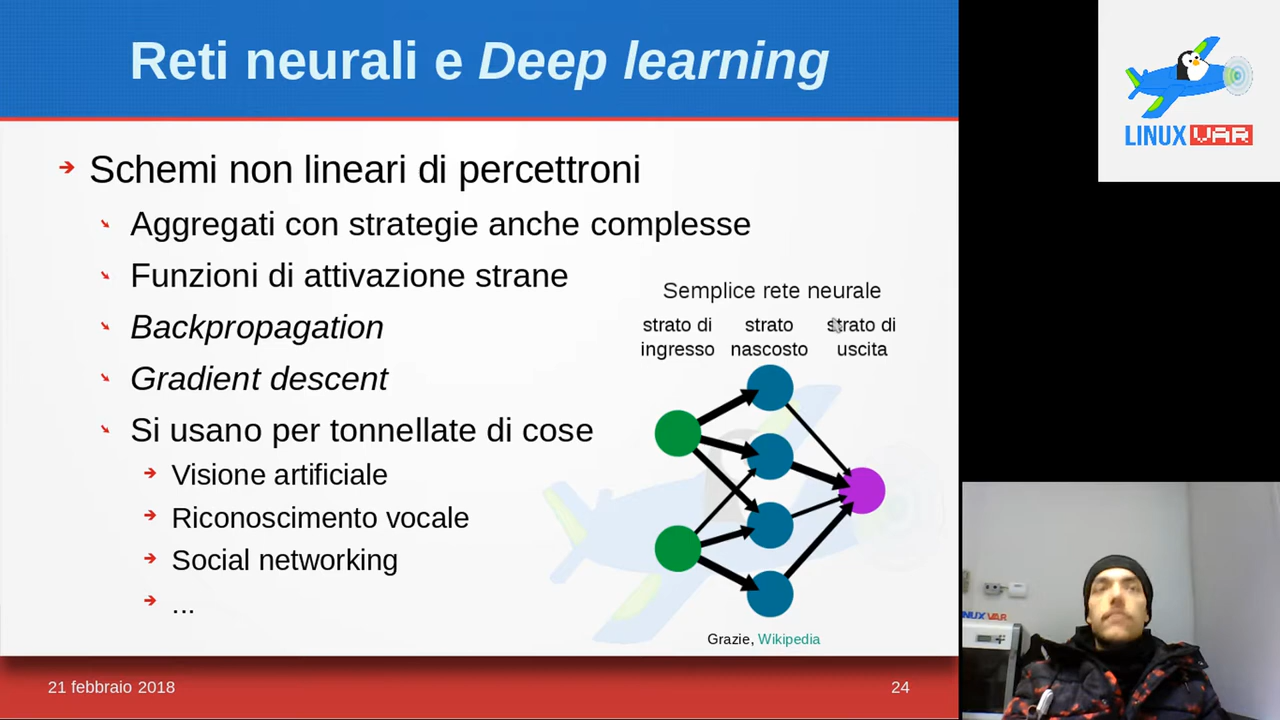 Reti neurali e Deep learning
LINUX VAR
Schemi non lineari di percettroni
Aggregati con strategie anche complesse
Funzioni di attivazione strane
Backpropagation
Gradient descent
Si usano per tonnellate di cose
Visione artificiale
Riconoscimento vocale
Social networking
...
Semplice rete neurale
strato di ingresso
strato nascosto
strato di uscita
Grazie, Wikipedia
21 febbraio 2018
24
NUX VAR